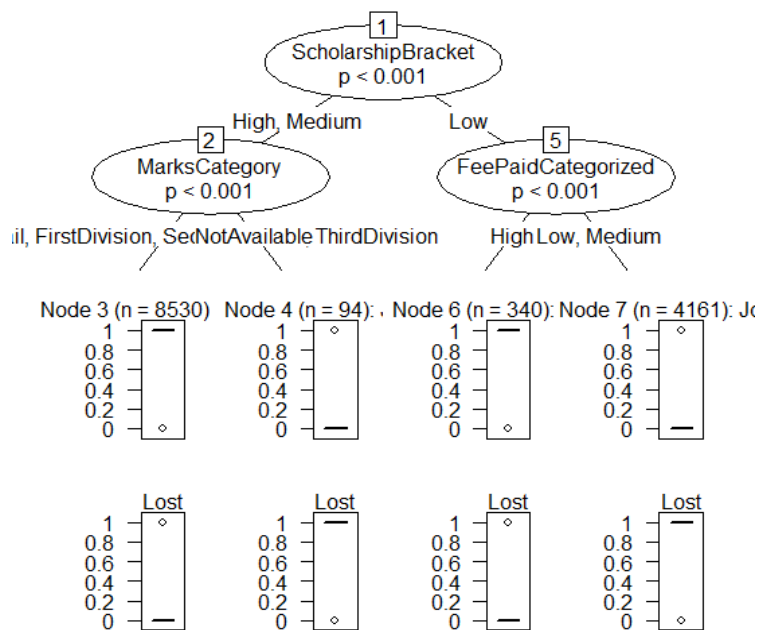 1
ScholarshipBracket
p < 0.001
High, Medium
Low
2
MarksCategory
p < 0.001
5
FeePaidCategorized
p < 0.001
FirstDivision,
NotAvailable ThirdDivision
High Low, Medium
Node 3 (n = 8530)
Node 4 (n = 94):
Node 6 (n = 340):
Node 7 (n = 4161):
1
0.8
0.6
0.4
0.2
0
1
0.8
0.6
0.4
0.2
0
1
0.8
0.6
0.4
0.2
0
1
0.8
0.6
0.4
0.2
0
Lost
Lost
Lost
Lost
1
0.8
0.6
0.4
0.2
0
1
0.8
0.6
0.4
0.2
0
1
0.8
0.6
0.4
0.2
0
1
0.8
0.6
0.4
0.2
0